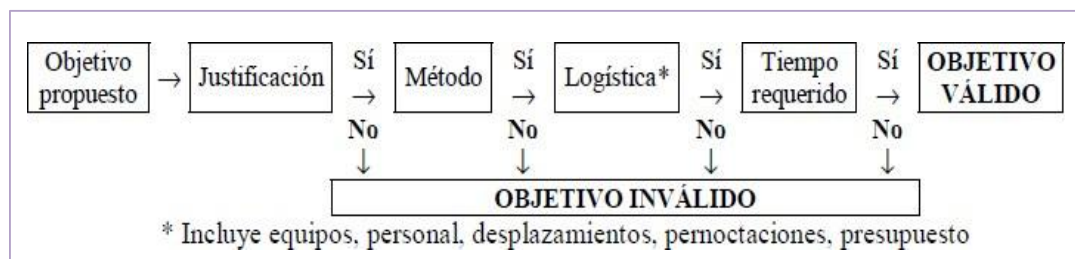 Objetivo propuesto
→
Justificación
Sí
→
No
↓
Método
Sí
→
No
↓
Logística*
Sí
→
No
↓
Tiempo requerido
Sí
→
No
↓
OBJETIVO VÁLIDO
OBJETIVO INVÁLIDO
* Incluye equipos, personal, desplazamientos, pernoctaciones, presupuesto